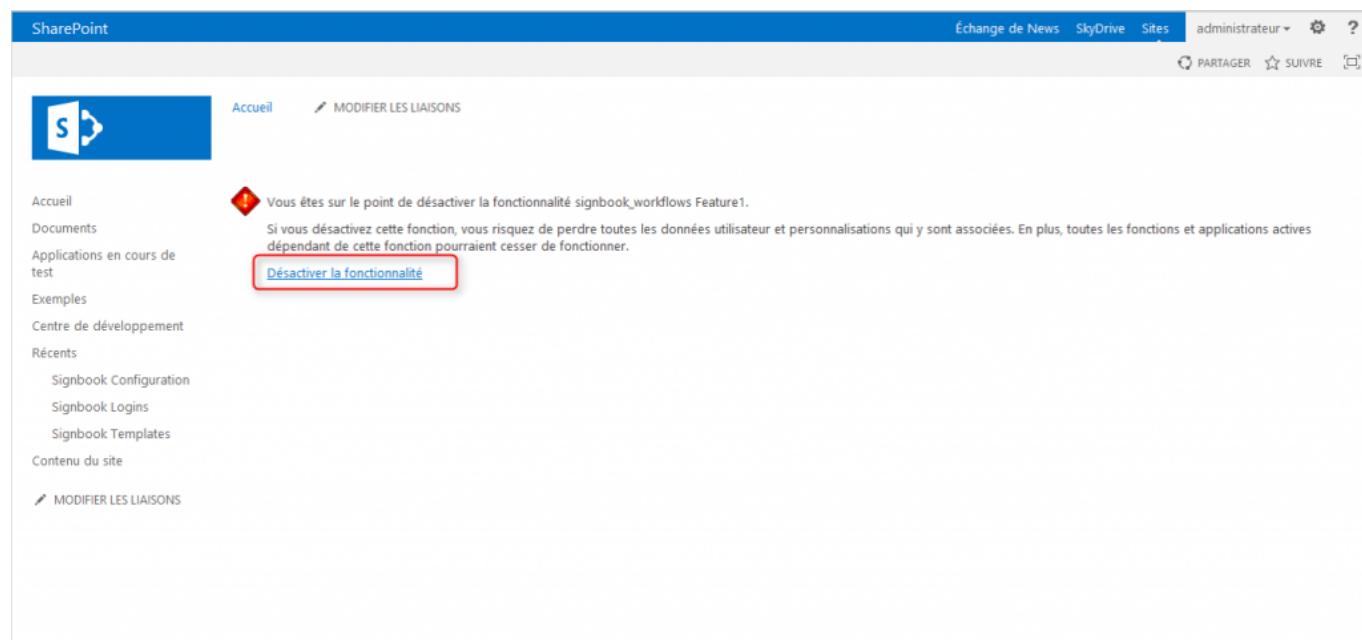 SharePoint
Échange de News SkyDrive Sites administrateur ?
PARTAGER SUIVRE
S
Accueil MODIFIER LES LIAISONS
Accueil
Documents
Applications en cours de
test
Exemples
Centre de développement
Récents
Signbook Configuration
Signbook Logins
Signbook Templates
Contenu du site
MODIFIER LES LIAISONS
Vous êtes sur le point de désactiver la fonctionnalité signbook_workflows Feature1.
Si vous désactivez cette fonction, vous risquez de perdre toutes les données utilisateur et personnalisations qui y sont associées. En plus, toutes les fonctions et applications actives
dépendant de cette fonction pourraient cesser de fonctionner.
Désactiver la fonctionnalité